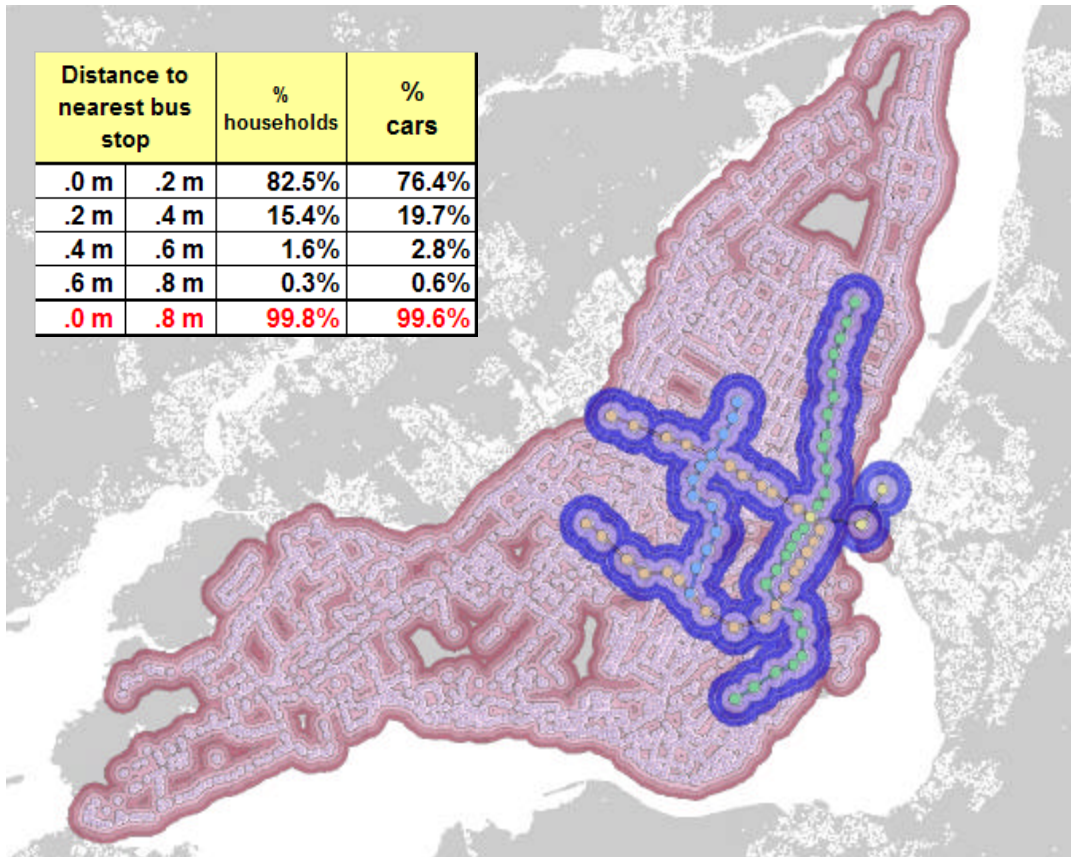 Distance to
nearest bus
stop
%
households
%
cars
.0 m .2 m 82.5% 76.4%
.2 m .4 m 15.4% 19.7%
.4 m .6 m 1.6% 2.8%
.6 m .8 m 0.3% 0.6%
.0 m .8 m 99.8% 99.6%